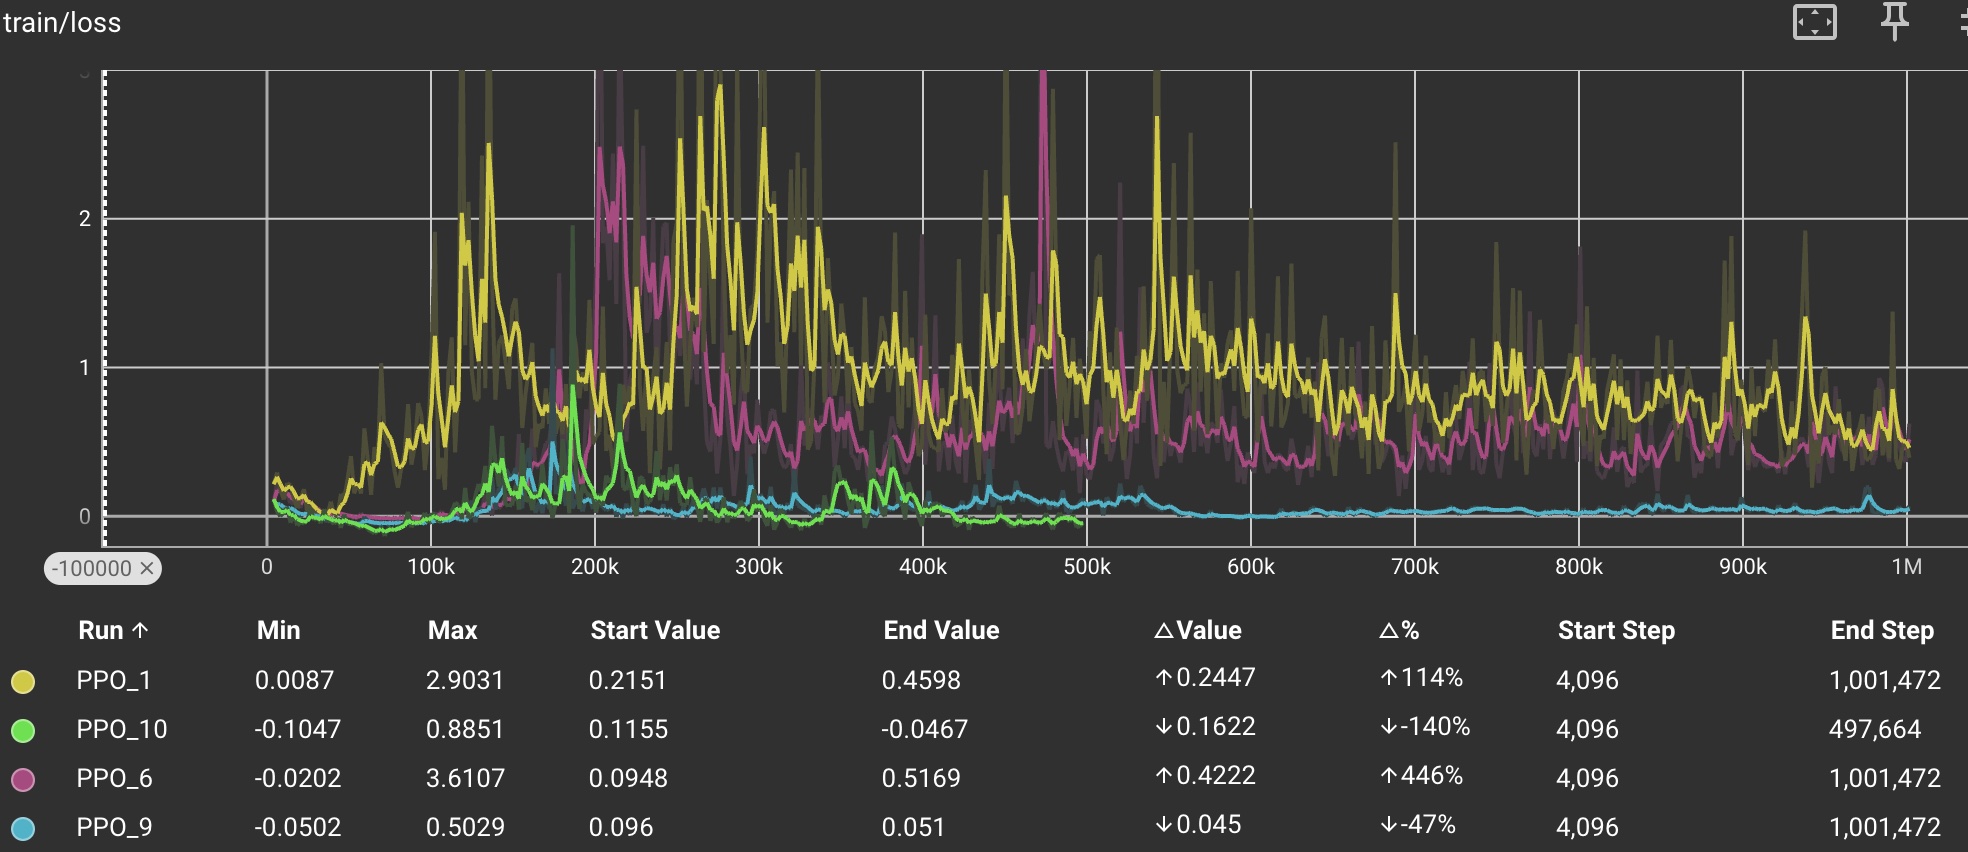 train/loss
2
1
0
-100000 ×
0 100k 200k 300k 400k 500k 600k 700k 800k 900k 1M
Run ↑ Min Max Start Value End Value △Value △% Start Step End Step
PPO_1 0.0087 2.9031 0.2151 0.4598 ↑0.2447 ↑114% 4,096 1,001,472
PPO_10 -0.1047 0.8851 0.1155 -0.0467 ↓0.1622 ↓-140% 4,096 497,664
PPO_6 -0.0202 3.6107 0.0948 0.5169 ↑0.4222 ↑446% 4,096 1,001,472
PPO_9 -0.0502 0.5029 0.096 0.051 ↓0.045 ↓-47% 4,096 1,001,472